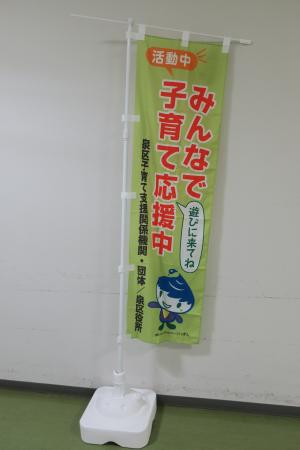 活動中
みんなで
子育て応援中
遊びに来てね
泉区子育て支援関係機関・団体／泉区役所